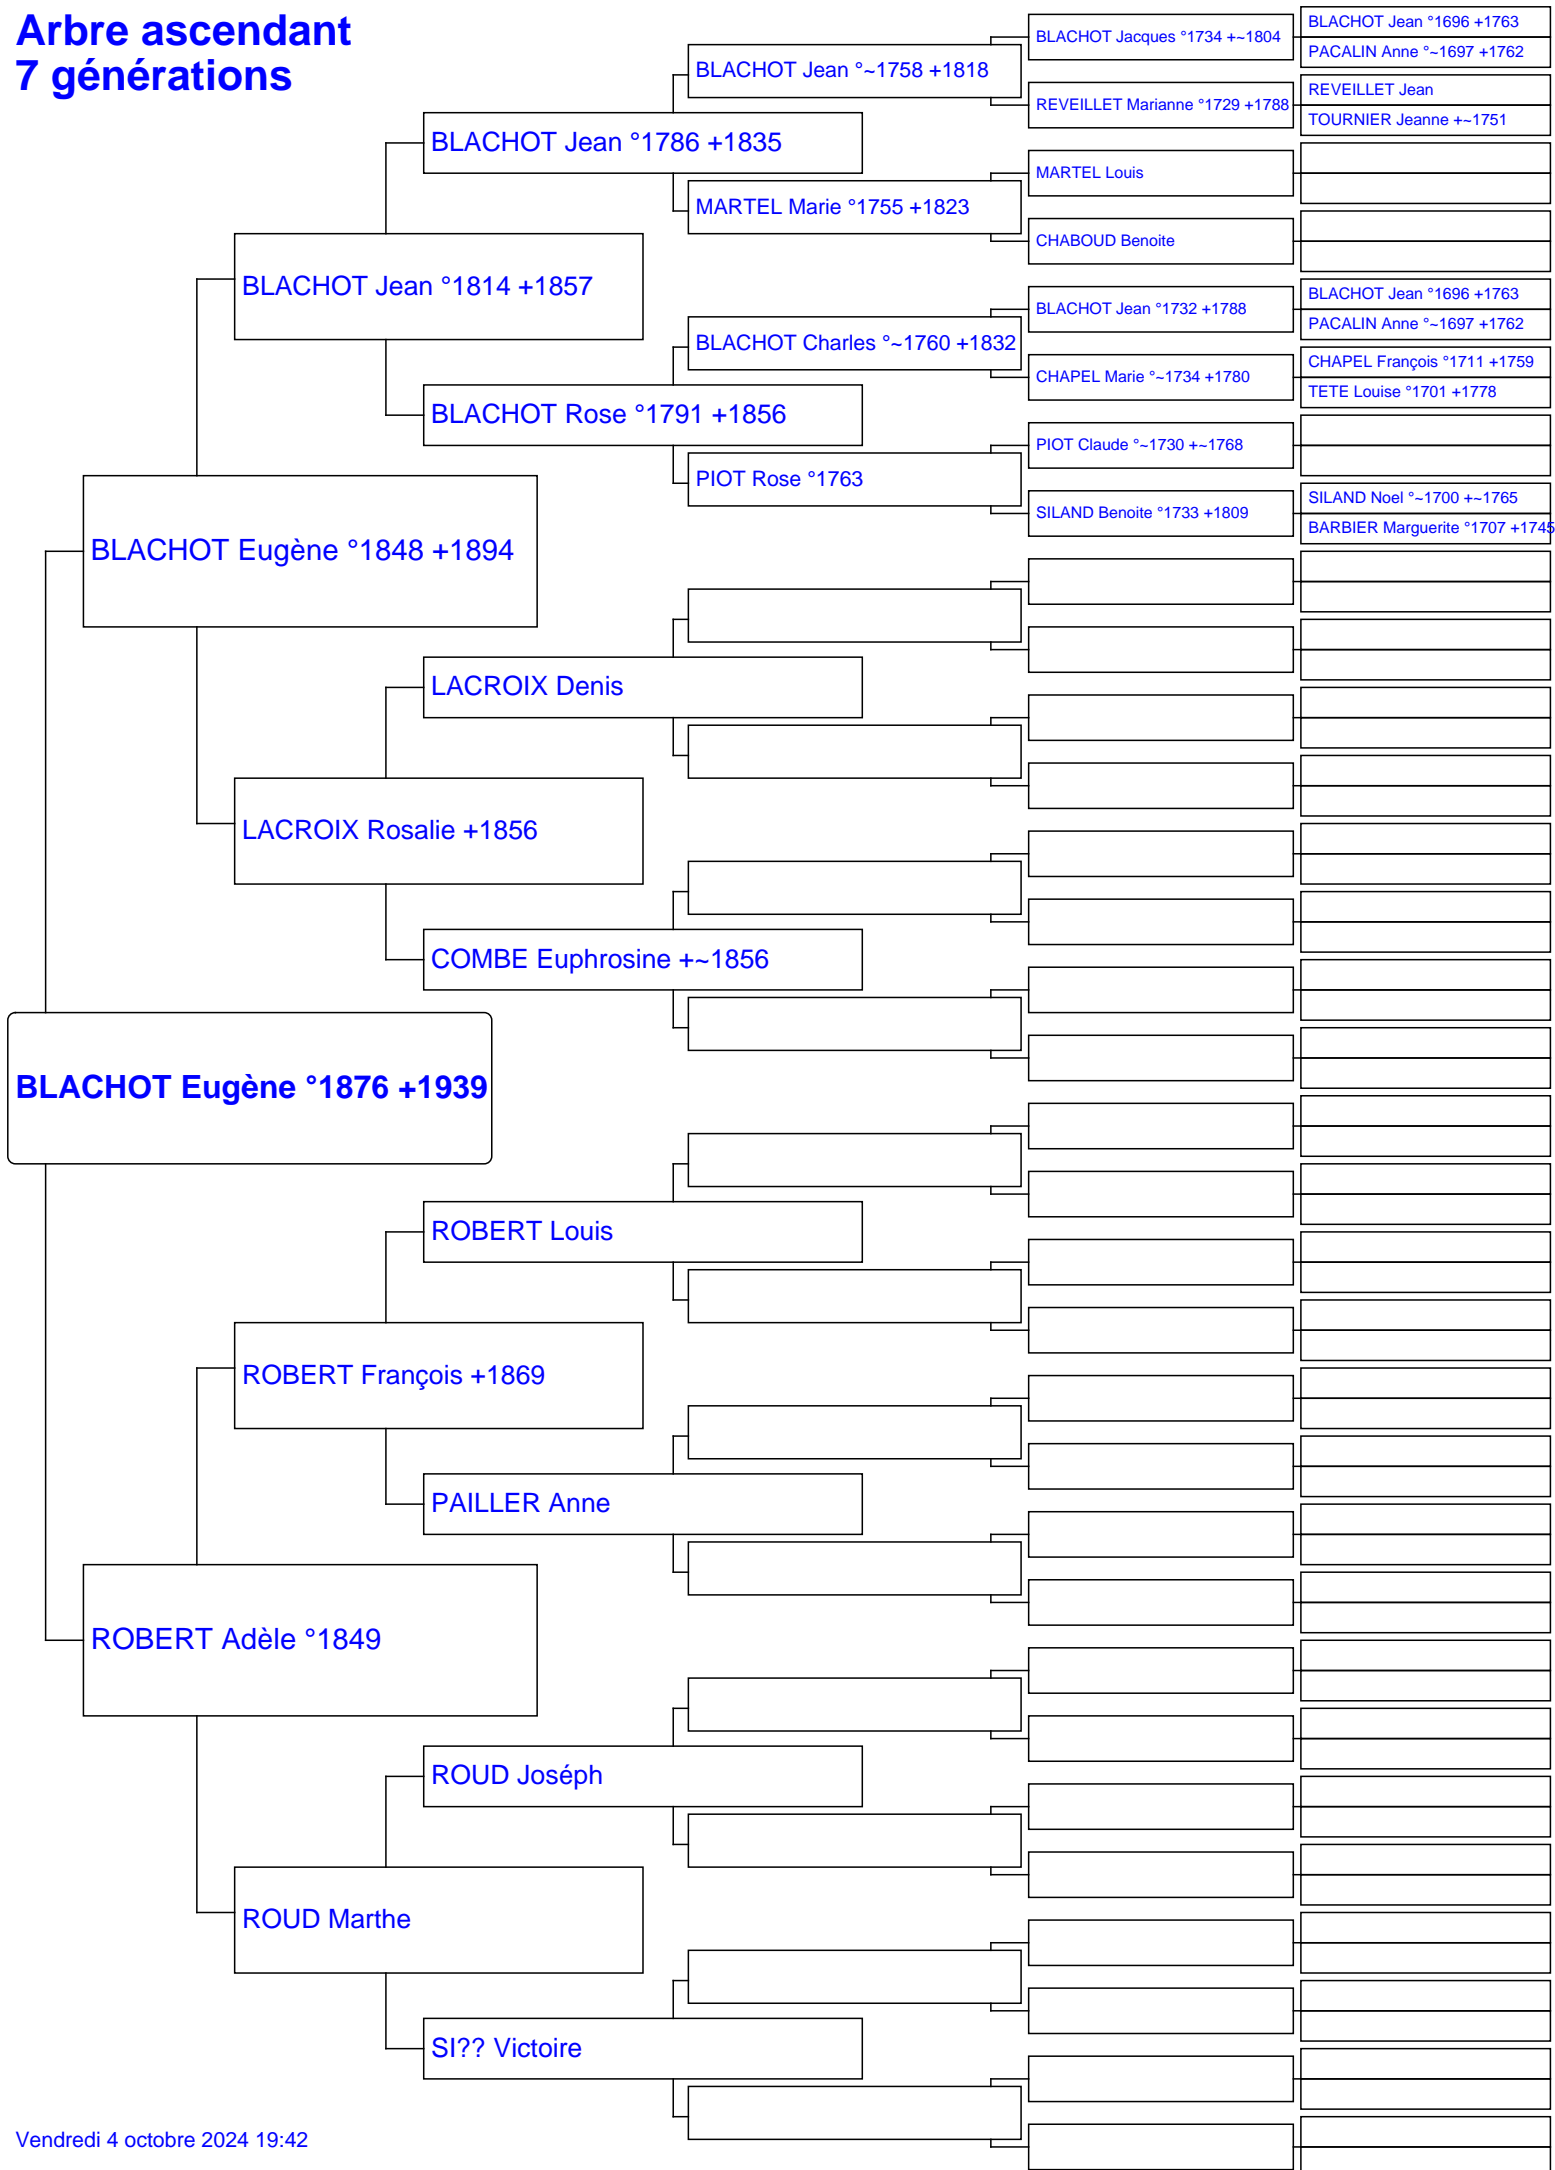 Arbre ascendant
7 générations
BLACHOT Eugène °1876 +1939
BLACHOT Eugène °1848 +1894
ROBERT Adèle °1849
BLACHOT Jean °1814 +1857
LACROIX Rosalie +1856
ROBERT François +1869
ROUD Marthe
BLACHOT Jean °1786 +1835
BLACHOT Rose °1791 +1856
LACROIX Denis
COMBE Euphrosine +~1856
ROBERT Louis
PAILLER Anne
ROUD Joséph
SI?? Victoire
BLACHOT Jean °~1758 +1818
MARTEL Marie °1755 +1823
BLACHOT Charles °~1760 +1832
PIOT Rose °1763
BLACHOT Jacques °1734 +~1804
REVEILLET Marianne °1729 +1788
MARTEL Louis
CHABOUD Benoite
BLACHOT Jean °1732 +1788
CHAPEL Marie °~1734 +1780
PIOT Claude °~1730 +~1768
SILAND Benoite °1733 +1809
BLACHOT Jean °1696 +1763
PACALIN Anne °~1697 +1762
REVEILLET Jean
TOURNIER Jeanne +~1751
BLACHOT Jean °1696 +1763
PACALIN Anne °~1697 +1762
CHAPEL François °1711 +1759
TETE Louise °1701 +1778
SILAND Noel °~1700 +~1765
BARBIER Marguerite °1707 +1745
Vendredi 4 octobre 2024 19:42